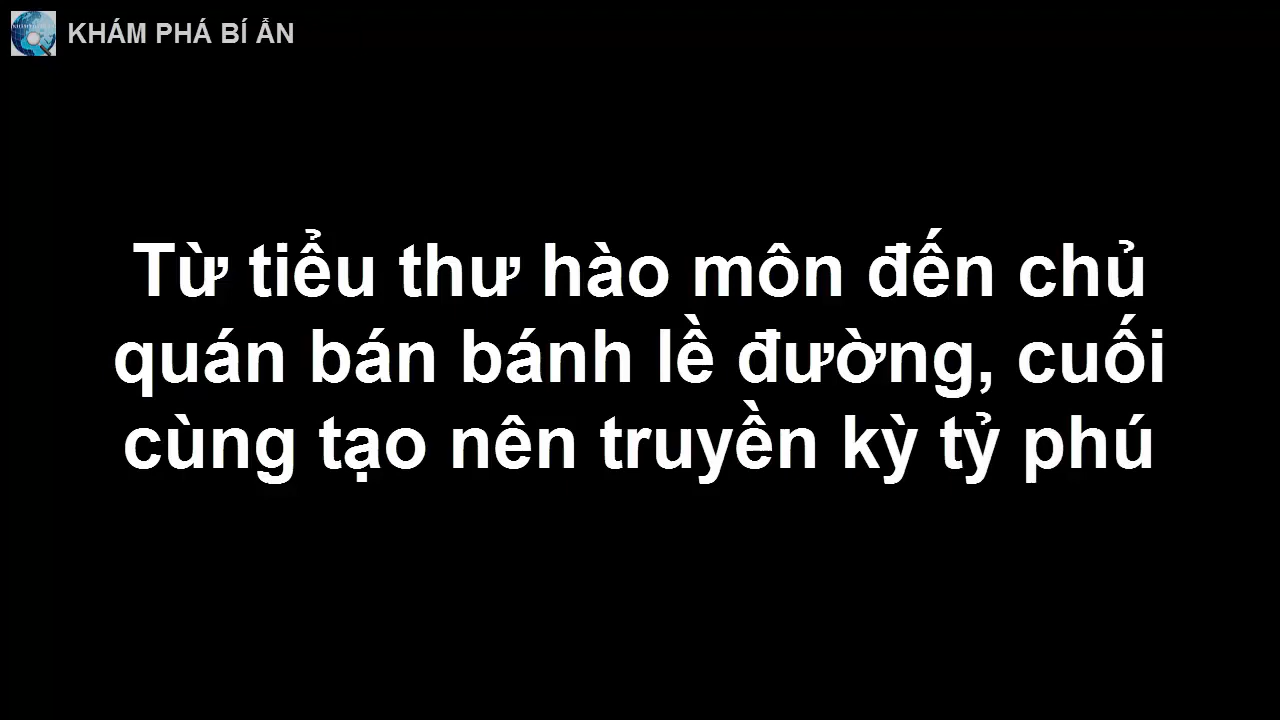 KHÁM PHÁ BÍ ẨN
Từ tiểu thư hào môn đến chủ
quán bán bánh lề đường, cuối
cùng tạo nên truyền kỳ tỷ phú